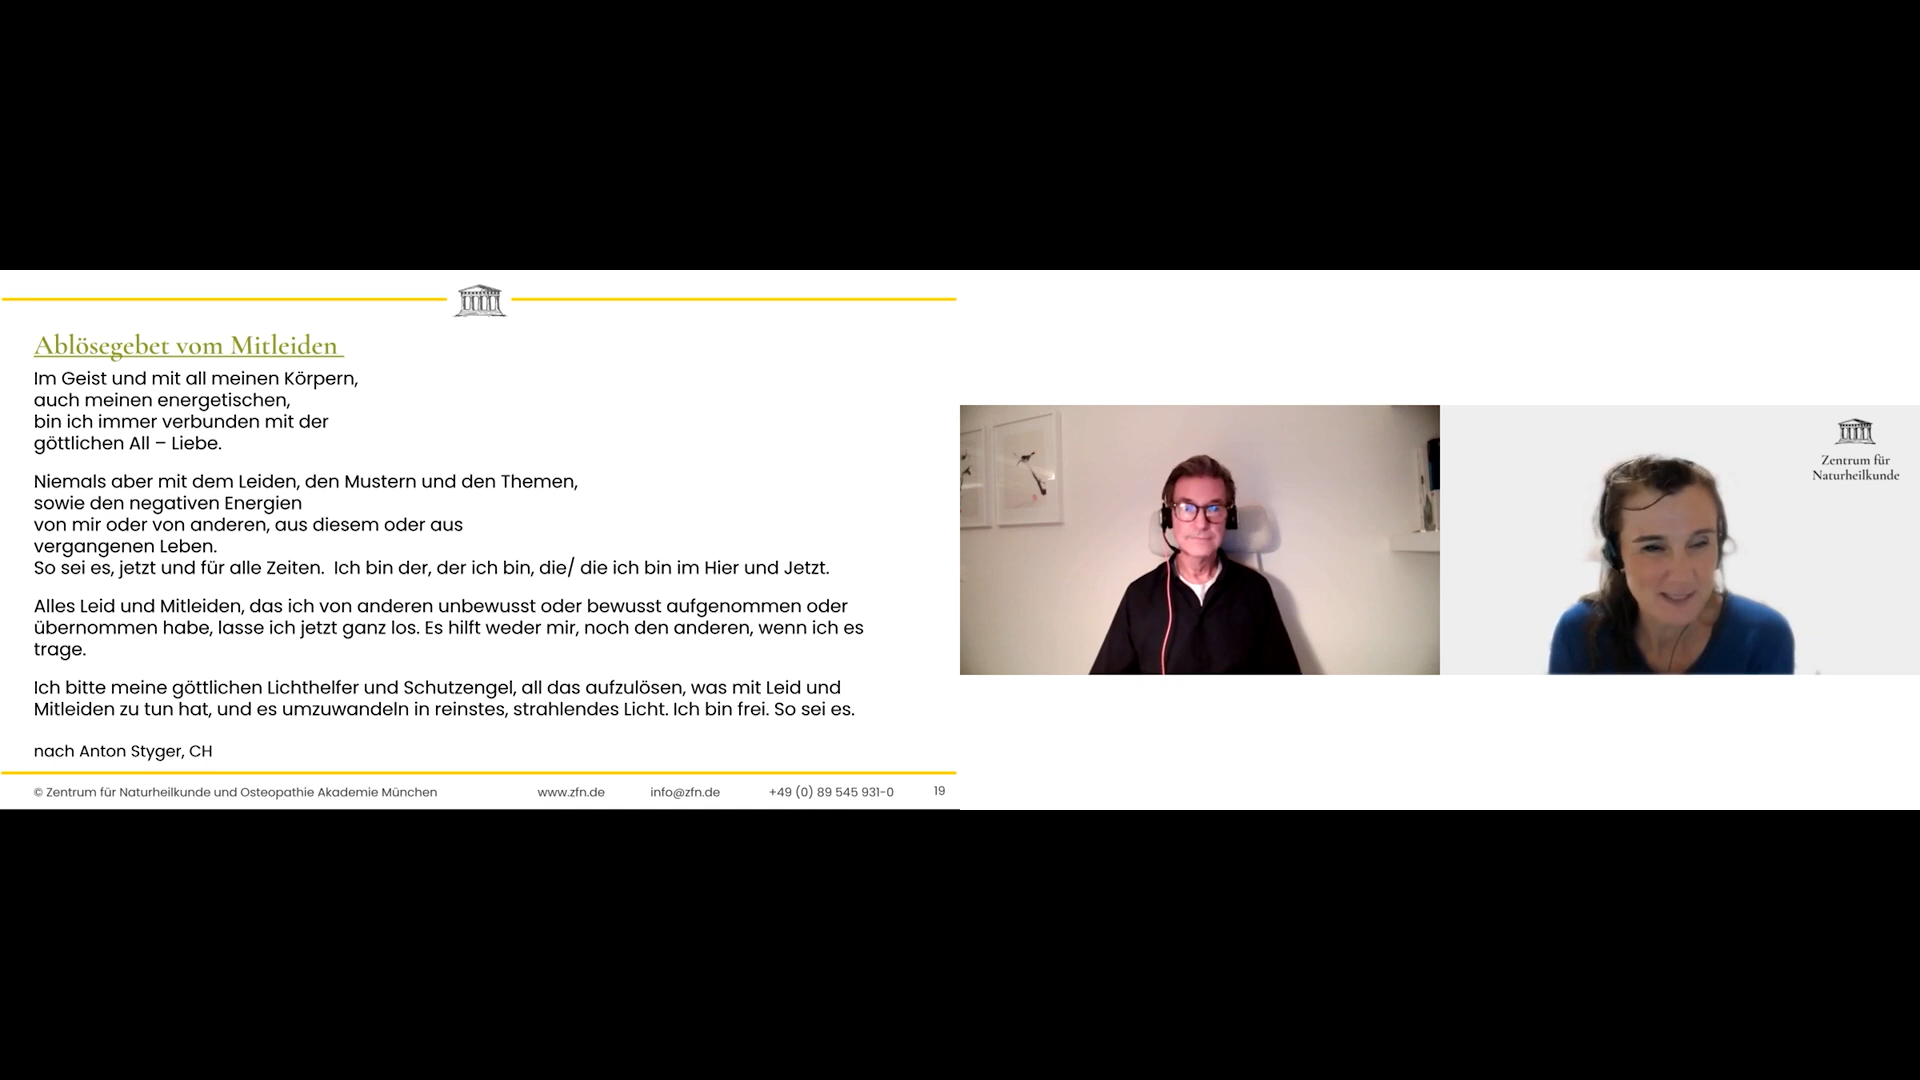 Ablösegebet vom Mitleiden
Im Geist und mit all meinen Körpern,
auch meinen energetischen,
bin ich immer verbunden mit der
göttlichen All – Liebe.
Niemals aber mit dem Leiden, den Mustern und den Themen,
sowie den negativen Energien
von mir oder von anderen, aus diesem oder aus
vergangenen Leben.
So sei es, jetzt und für alle Zeiten.  Ich bin der, der ich bin, die/ die ich bin im Hier und Jetzt.
Alles Leid und Mitleiden, das ich von anderen unbewusst oder bewusst aufgenommen oder
übernommen habe, lasse ich jetzt ganz los. Es hilft weder mir, noch den anderen, wenn ich es
trage.
Ich bitte meine göttlichen Lichthelfer und Schutzengel, all das aufzulösen, was mit Leid und
Mitleiden zu tun hat, und es umzuwandeln in reinstes, strahlendes Licht. Ich bin frei. So sei es.
nach Anton Styger, CH
© Zentrum für Naturheilkunde und Osteopathie Akademie München www.zfn.de info@zfn.de +49 (0) 89 545 931-0 19
Zentrum für
Naturheilkunde